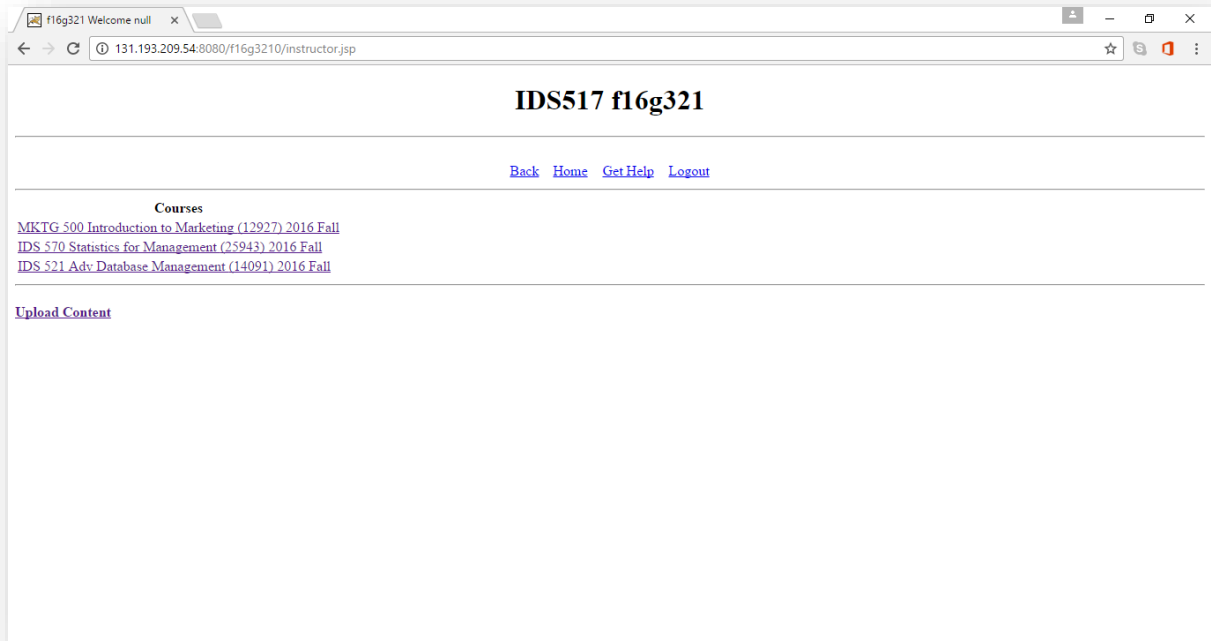 f16g321 Welcome null
131.193.209.54:8080/f16g3210/instructor.jsp
IDS517 f16g321
Back Home Get Help Logout
Courses
MKTG 500 Introduction to Marketing (12927) 2016 Fall
IDS 570 Statistics for Management (25943) 2016 Fall
IDS 521 Adv Database Management (14091) 2016 Fall
Upload Content